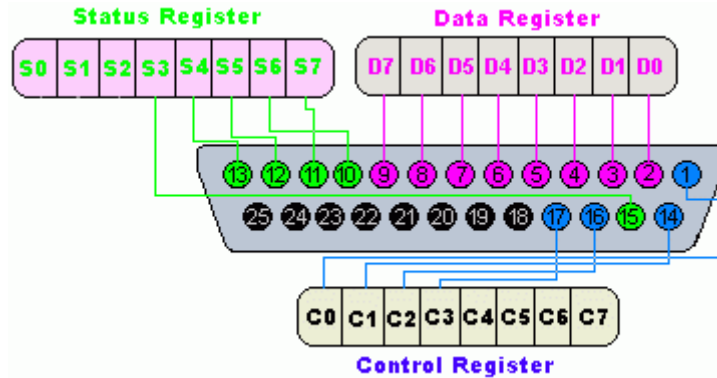 Status Register
Data Register
S0 S1 S2 S3 S4 S5 S6 S7
D7 D6 D5 D4 D3 D2 D1 D0
13 12 11 10 9 8 7 6 5 4 3 2 1
25 24 23 22 21 20 19 18 17 16 15 14
C0 C1 C2 C3 C4 C5 C6 C7
Control Register